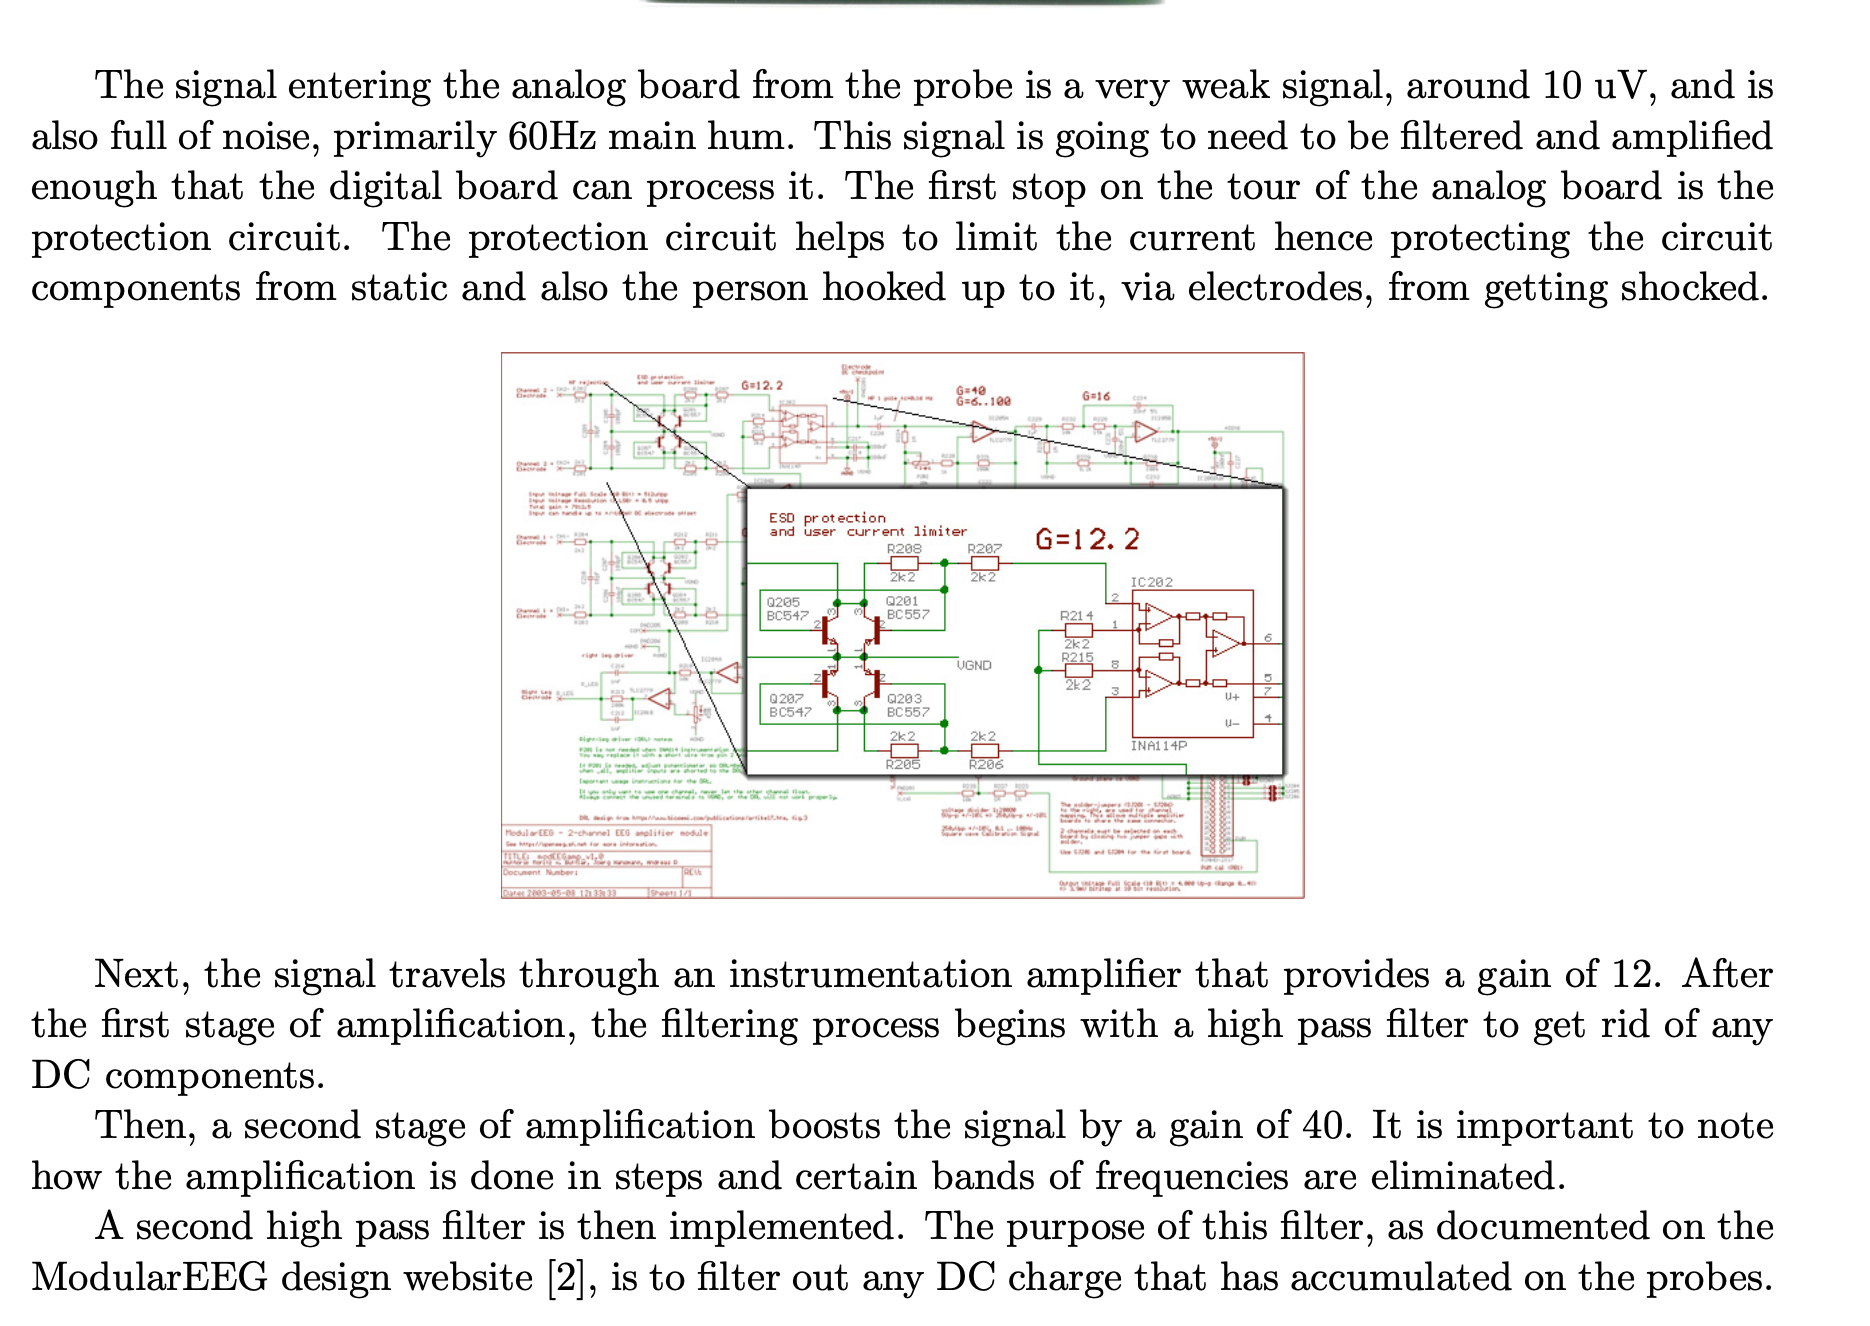 The signal entering the analog board from the probe is a very weak signal, around 10 uV, and is
also full of noise, primarily 60Hz main hum. This signal is going to need to be filtered and amplified
enough that the digital board can process it. The first stop on the tour of the analog board is the
protection circuit. The protection circuit helps to limit the current hence protecting the circuit
components from static and also the person hooked up to it, via electrodes, from getting shocked.
G=12.2
G=40
G=6..100
G=16
ESD protection
and user current limiter
G=12.2
R208
R207
2k2
2k2
IC202
Q205
BC547
Q201
BC557
2
R214
1
2k2
R215
8
2k2
3
6
5
7
4
VGND
U+
U-
Q207
BC547
Q203
BC557
2k2
2k2
R205
R206
INA114P
right leg driver
ModularEEG - 2-channel EEG amplifier module
TITLE: modEEGamp_v1.0
Document Number:
REV:
Date: 2003-05-08 12:33:33
Sheet: 1/1
Next, the signal travels through an instrumentation amplifier that provides a gain of 12. After
the first stage of amplification, the filtering process begins with a high pass filter to get rid of any
DC components.
Then, a second stage of amplification boosts the signal by a gain of 40. It is important to note
how the amplification is done in steps and certain bands of frequencies are eliminated.
A second high pass filter is then implemented. The purpose of this filter, as documented on the
ModularEEG design website [2], is to filter out any DC charge that has accumulated on the probes.